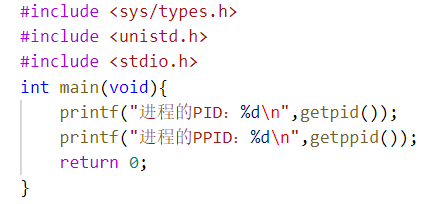 #include <sys/types.h>
#include <unistd.h>
#include <stdio.h>
int main(void){
    printf("进程的PID：%d\n",getpid());
    printf("进程的PPID：%d\n",getppid());
    return 0;
}